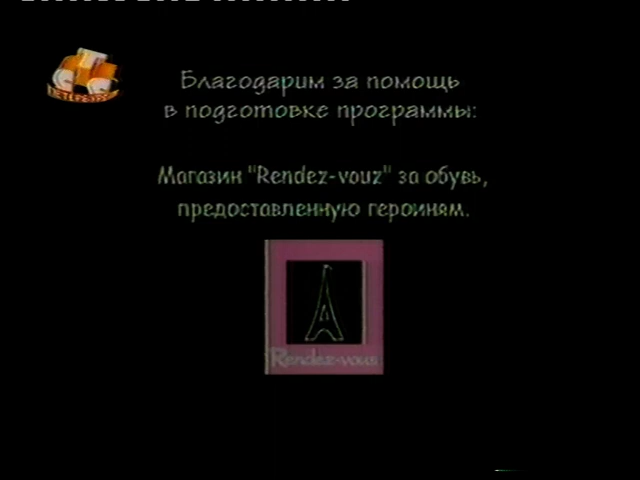 Благодарим за помощь
в подготовке программы:
Магазин "Rendez-vouz" за обувь,
предоставленную героиням.
Rendez-vous